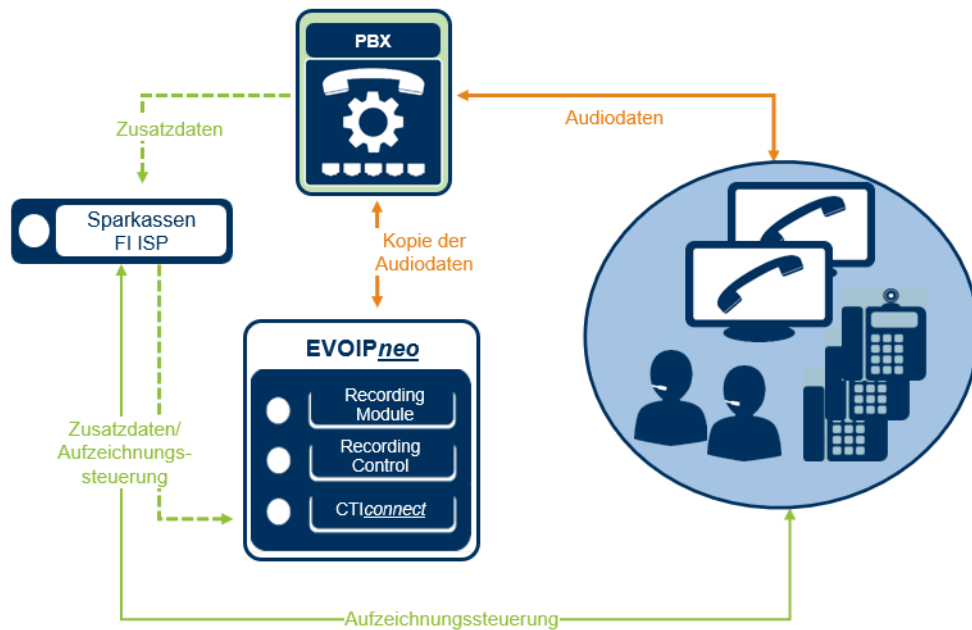 PBX
Zusatzdaten
Audiodaten
Sparkassen
FI ISP
Kopie der
Audiodaten
EVOIPneo
Recording
Module
Zusatzdaten/
Aufzeichnungs-
steuerung
Recording
Control
CTIconnect
Aufzeichnungssteuerung